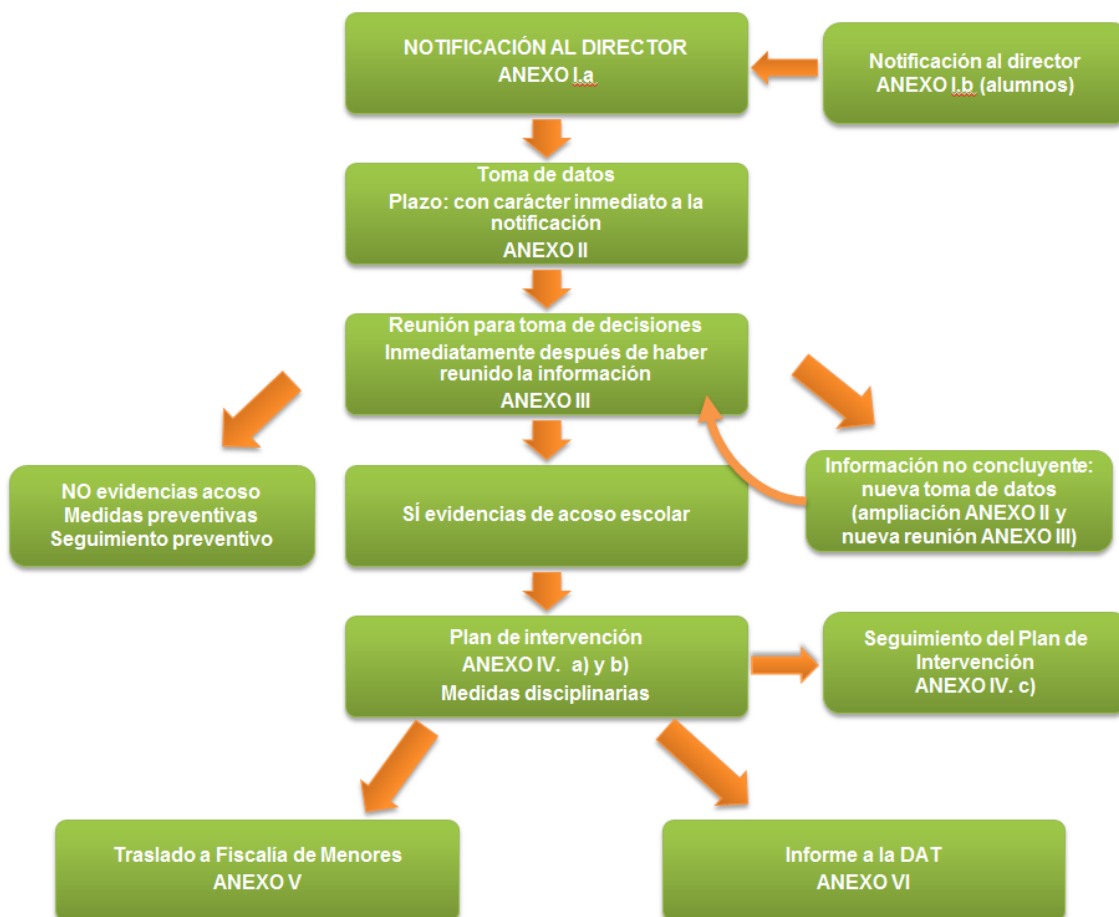 NOTIFICACIÓN AL DIRECTOR
ANEXO I.a
Notificación al director
ANEXO I.b (alumnos)
Toma de datos
Plazo: con carácter inmediato a la
notificación
ANEXO II
Reunión para toma de decisiones
Inmediatamente después de haber
reunido la información
ANEXO III
NO evidencias acoso
Medidas preventivas
Seguimiento preventivo
SÍ evidencias de acoso escolar
Información no concluyente:
nueva toma de datos
(ampliación ANEXO II y
nueva reunión ANEXO III)
Plan de intervención
ANEXO IV. a) y b)
Medidas disciplinarias
Seguimiento del Plan de
Intervención
ANEXO IV. c)
Traslado a Fiscalía de Menores
ANEXO V
Informe a la DAT
ANEXO VI